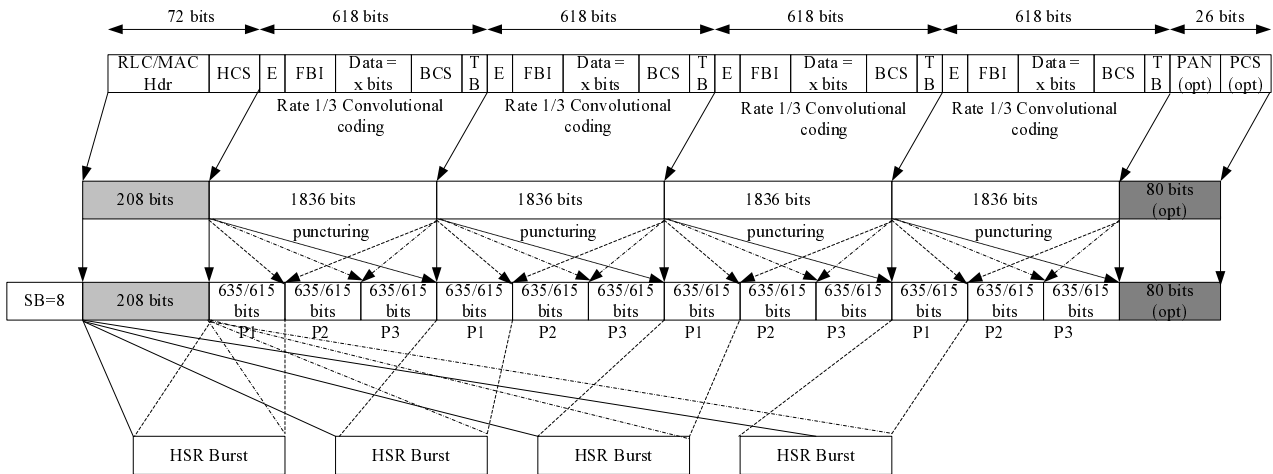 72 bits 618 bits 618 bits 618 bits 618 bits 26 bits
RLC/MAC Hdr HCS E FBI Data = x bits BCS T B E FBI Data = x bits BCS T B E FBI Data = x bits BCS T B E FBI Data = x bits BCS T B PAN (opt) PCS (opt)
Rate 1/3 Convolutional coding Rate 1/3 Convolutional coding Rate 1/3 Convolutional coding Rate 1/3 Convolutional coding
208 bits 1836 bits 1836 bits 1836 bits 1836 bits 80 bits (opt)
puncturing puncturing puncturing puncturing
SB=8 208 bits 635/615 bits 635/615 bits 635/615 bits 635/615 bits 635/615 bits 635/615 bits 635/615 bits 635/615 bits 635/615 bits 635/615 bits 635/615 bits 635/615 bits 80 bits (opt)
P1 P2 P3 P1 P2 P3 P1 P2 P3 P1 P2 P3
HSR Burst HSR Burst HSR Burst HSR Burst